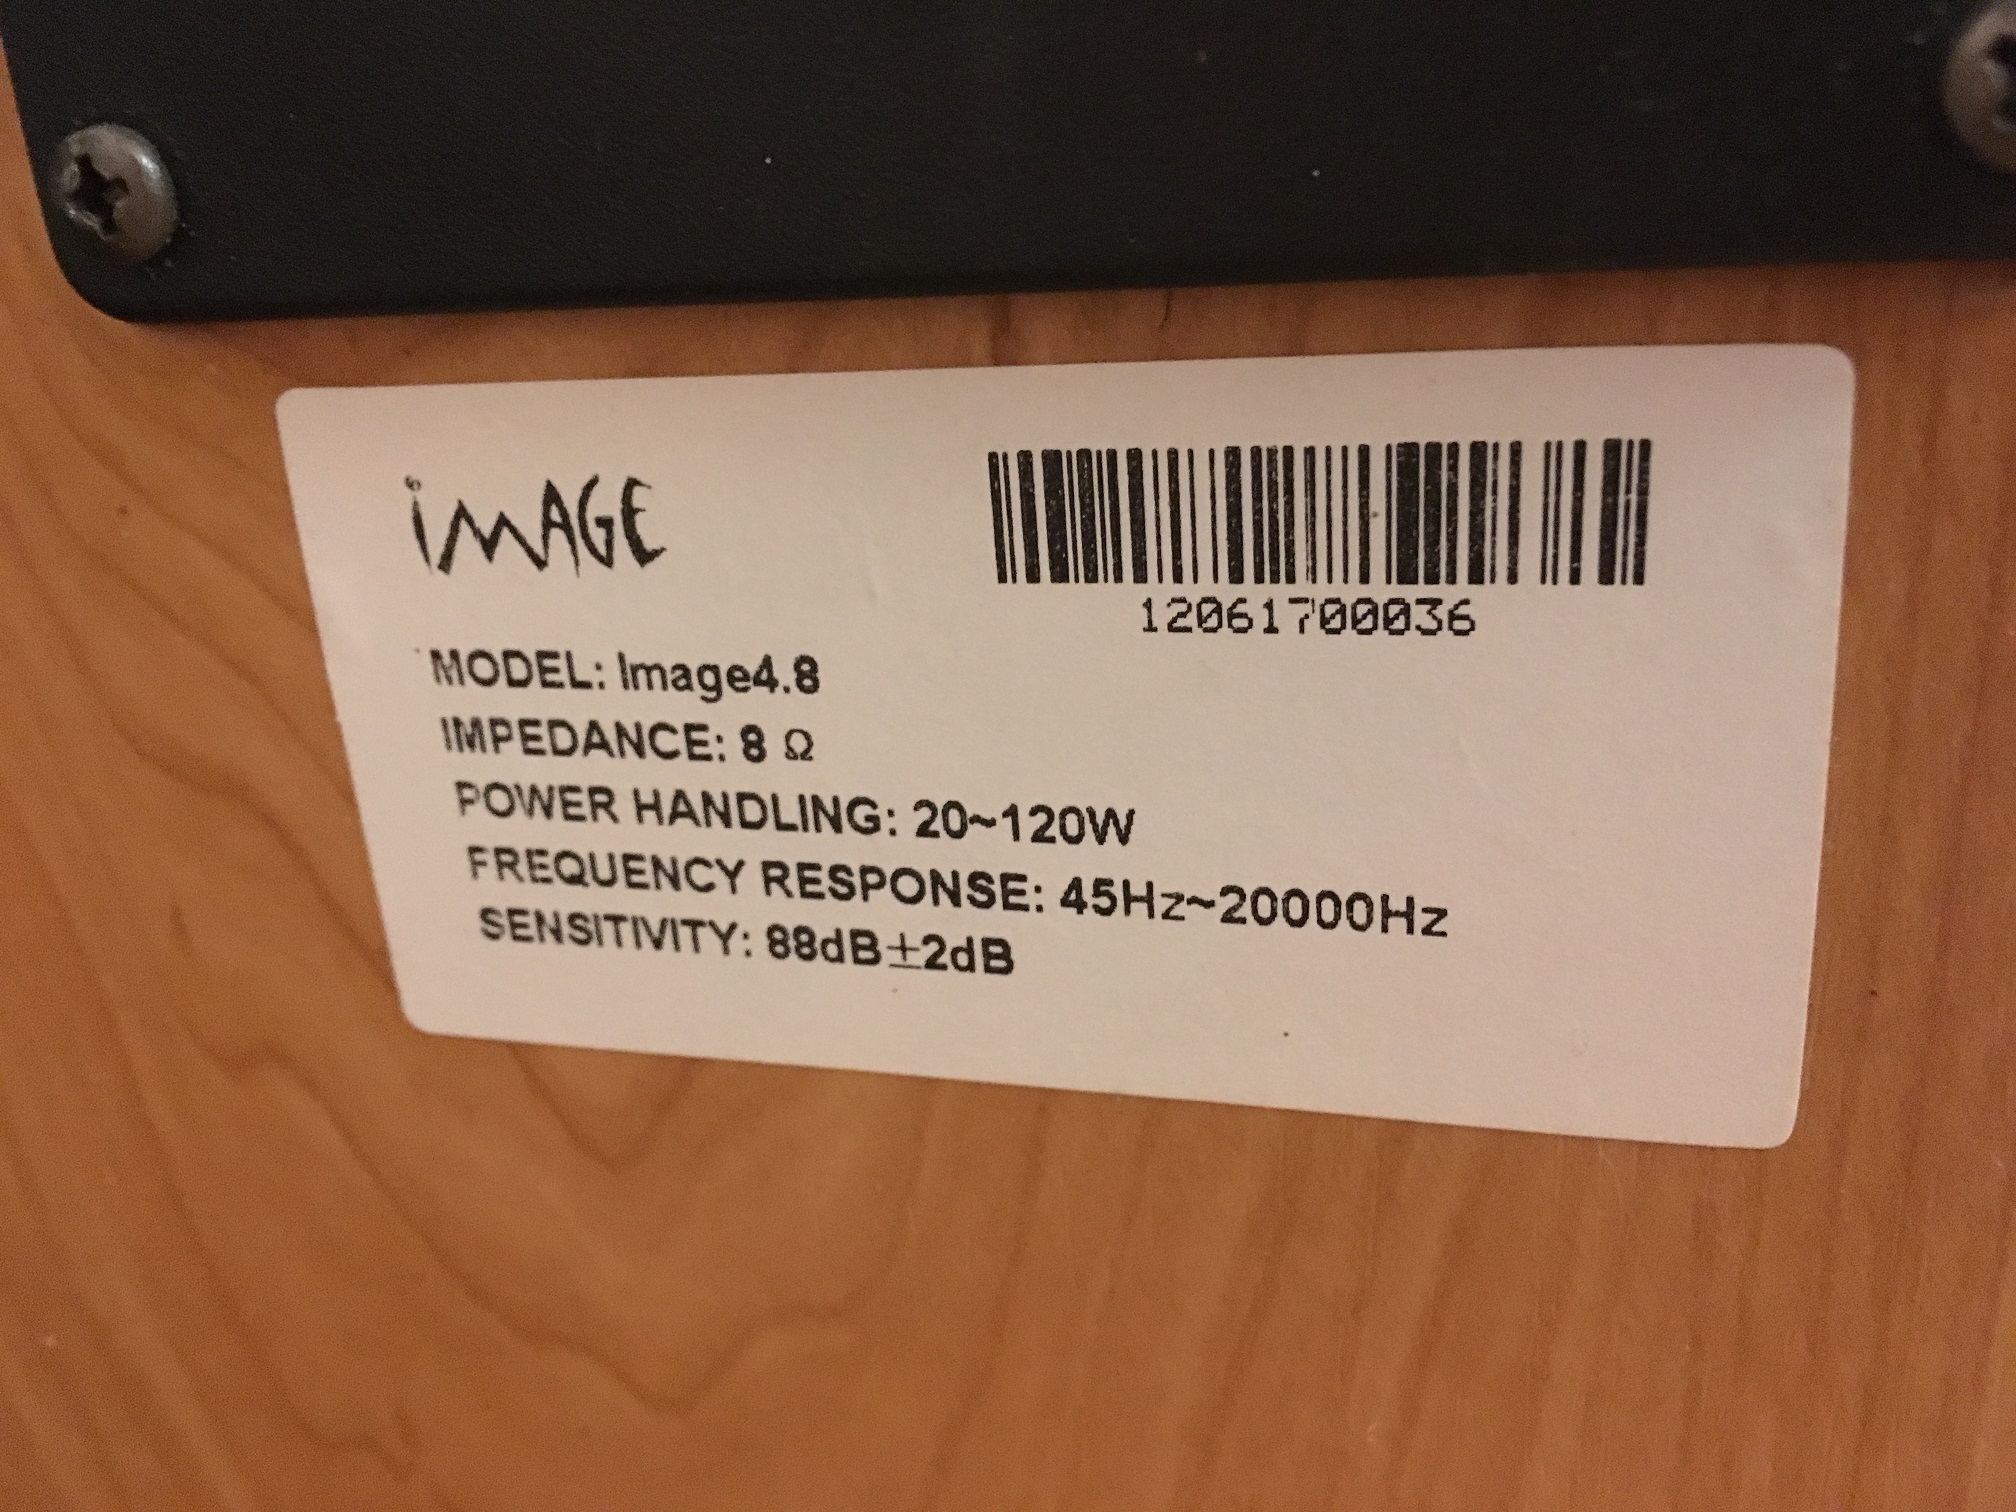 iMAGE
12061700036
MODEL: Image4.8
IMPEDANCE: 8 Ω
POWER HANDLING: 20~120W
FREQUENCY RESPONSE: 45Hz~20000Hz
SENSITIVITY: 88dB±2dB